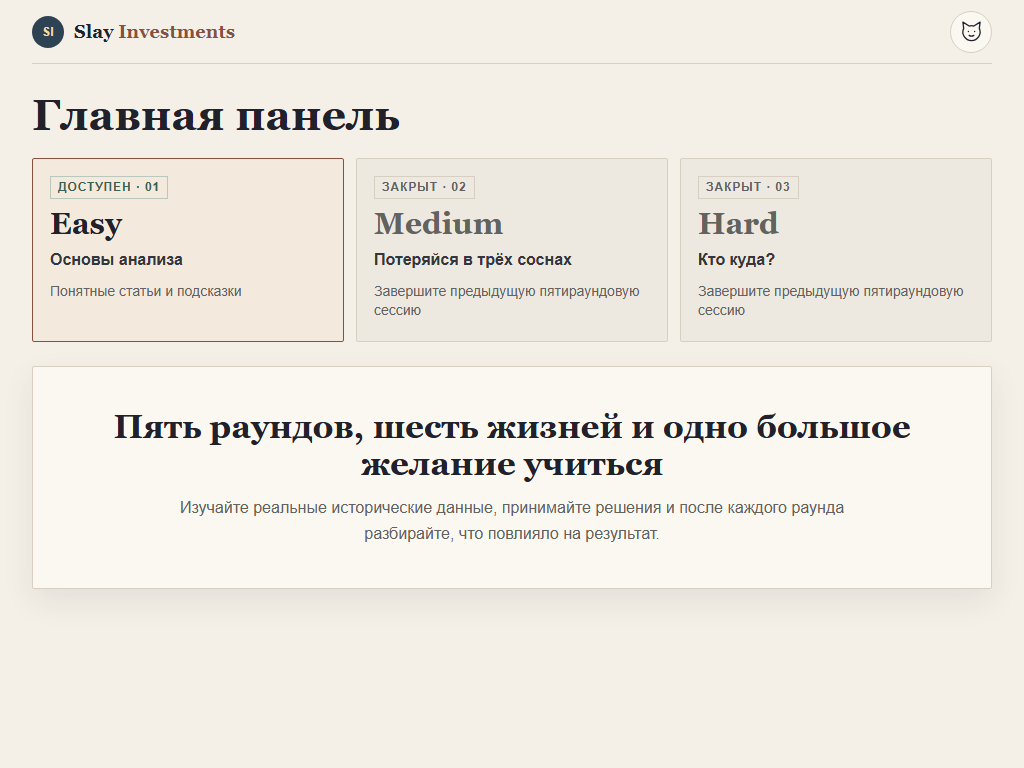 SI Slay Investments
Главная панель
ДОСТУПЕН · 01
Easy
Основы анализа
Понятные статьи и подсказки
ЗАКРЫТ · 02
Medium
Потеряйся в трёх соснах
Завершите предыдущую пятираундовую
сессию
ЗАКРЫТ · 03
Hard
Кто куда?
Завершите предыдущую пятираундовую
сессию
Пять раундов, шесть жизней и одно большое
желание учиться
Изучайте реальные исторические данные, принимайте решения и после каждого раунда
разбирайте, что повлияло на результат.